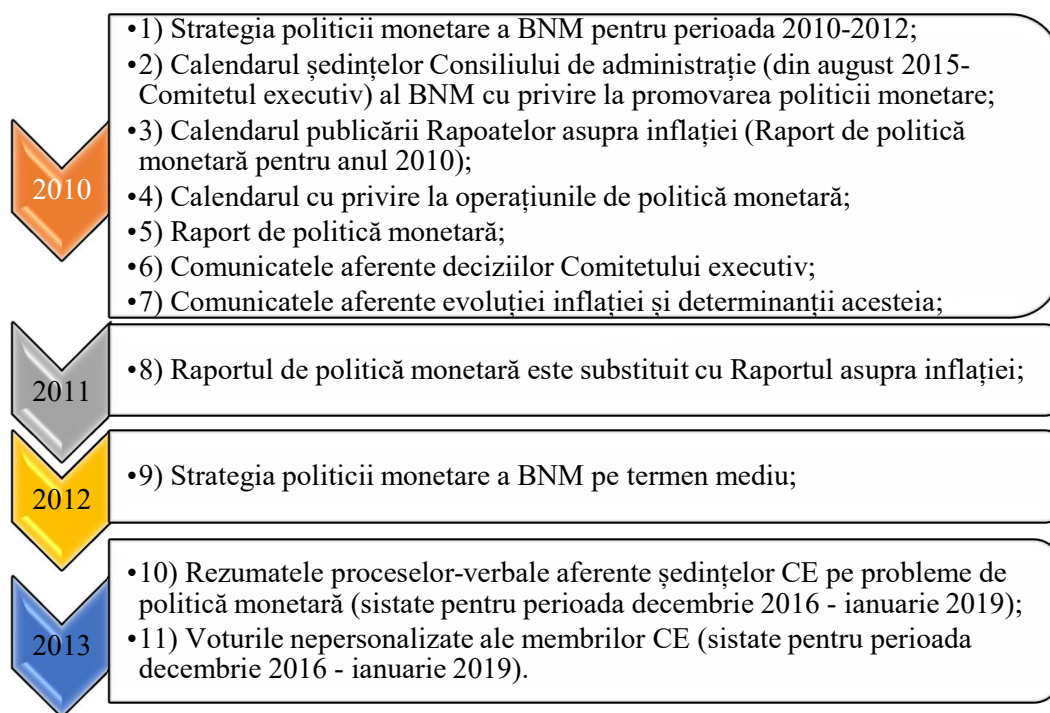 2010
•1) Strategia politicii monetare a BNM pentru perioada 2010-2012;
•2) Calendarul ședințelor Consiliului de administrație (din august 2015-
Comitetul executiv) al BNM cu privire la promovarea politicii monetare;
•3) Calendarul publicării Rapoatelor asupra inflației (Raport de politică
monetară pentru anul 2010);
•4) Calendarul cu privire la operațiunile de politică monetară;
•5) Raport de politică monetară;
•6) Comunicatele aferente deciziilor Comitetului executiv;
•7) Comunicatele aferente evoluției inflației și determinanții acesteia;
2011
•8) Raportul de politică monetară este substituit cu Raportul asupra inflației;
2012
•9) Strategia politicii monetare a BNM pe termen mediu;
2013
•10) Rezumatele proceselor-verbale aferente ședințelor CE pe probleme de
politică monetară (sistate pentru perioada decembrie 2016 - ianuarie 2019);
•11) Voturile nepersonalizate ale membrilor CE (sistate pentru perioada
decembrie 2016 - ianuarie 2019).